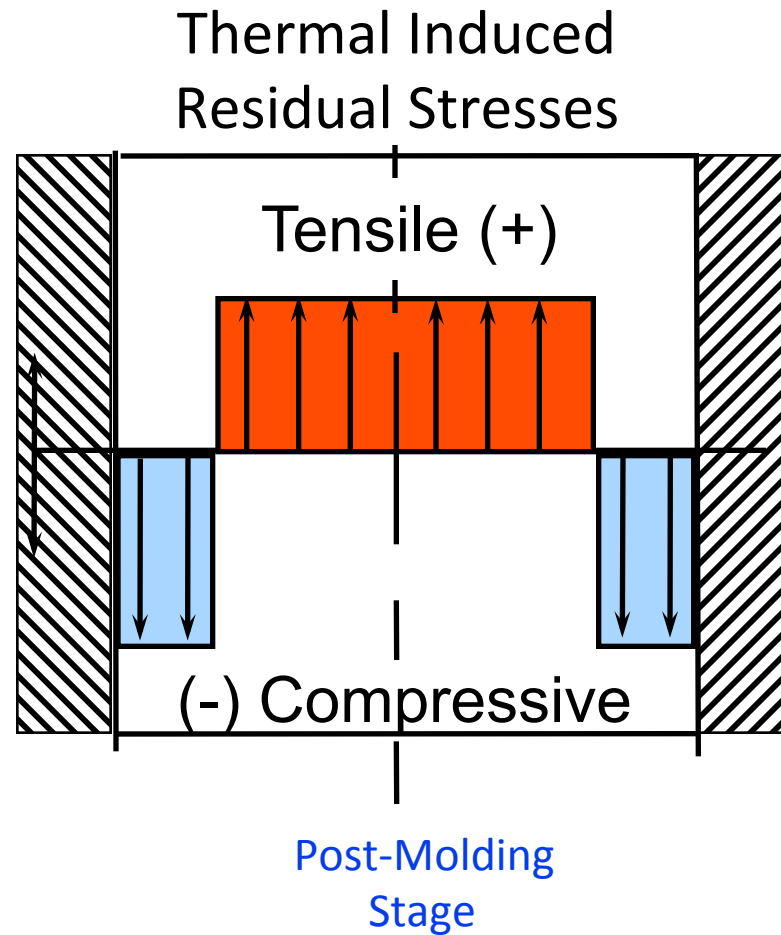 Thermal Induced
Residual Stresses
Tensile (+)
(-) Compressive
Post-Molding
Stage